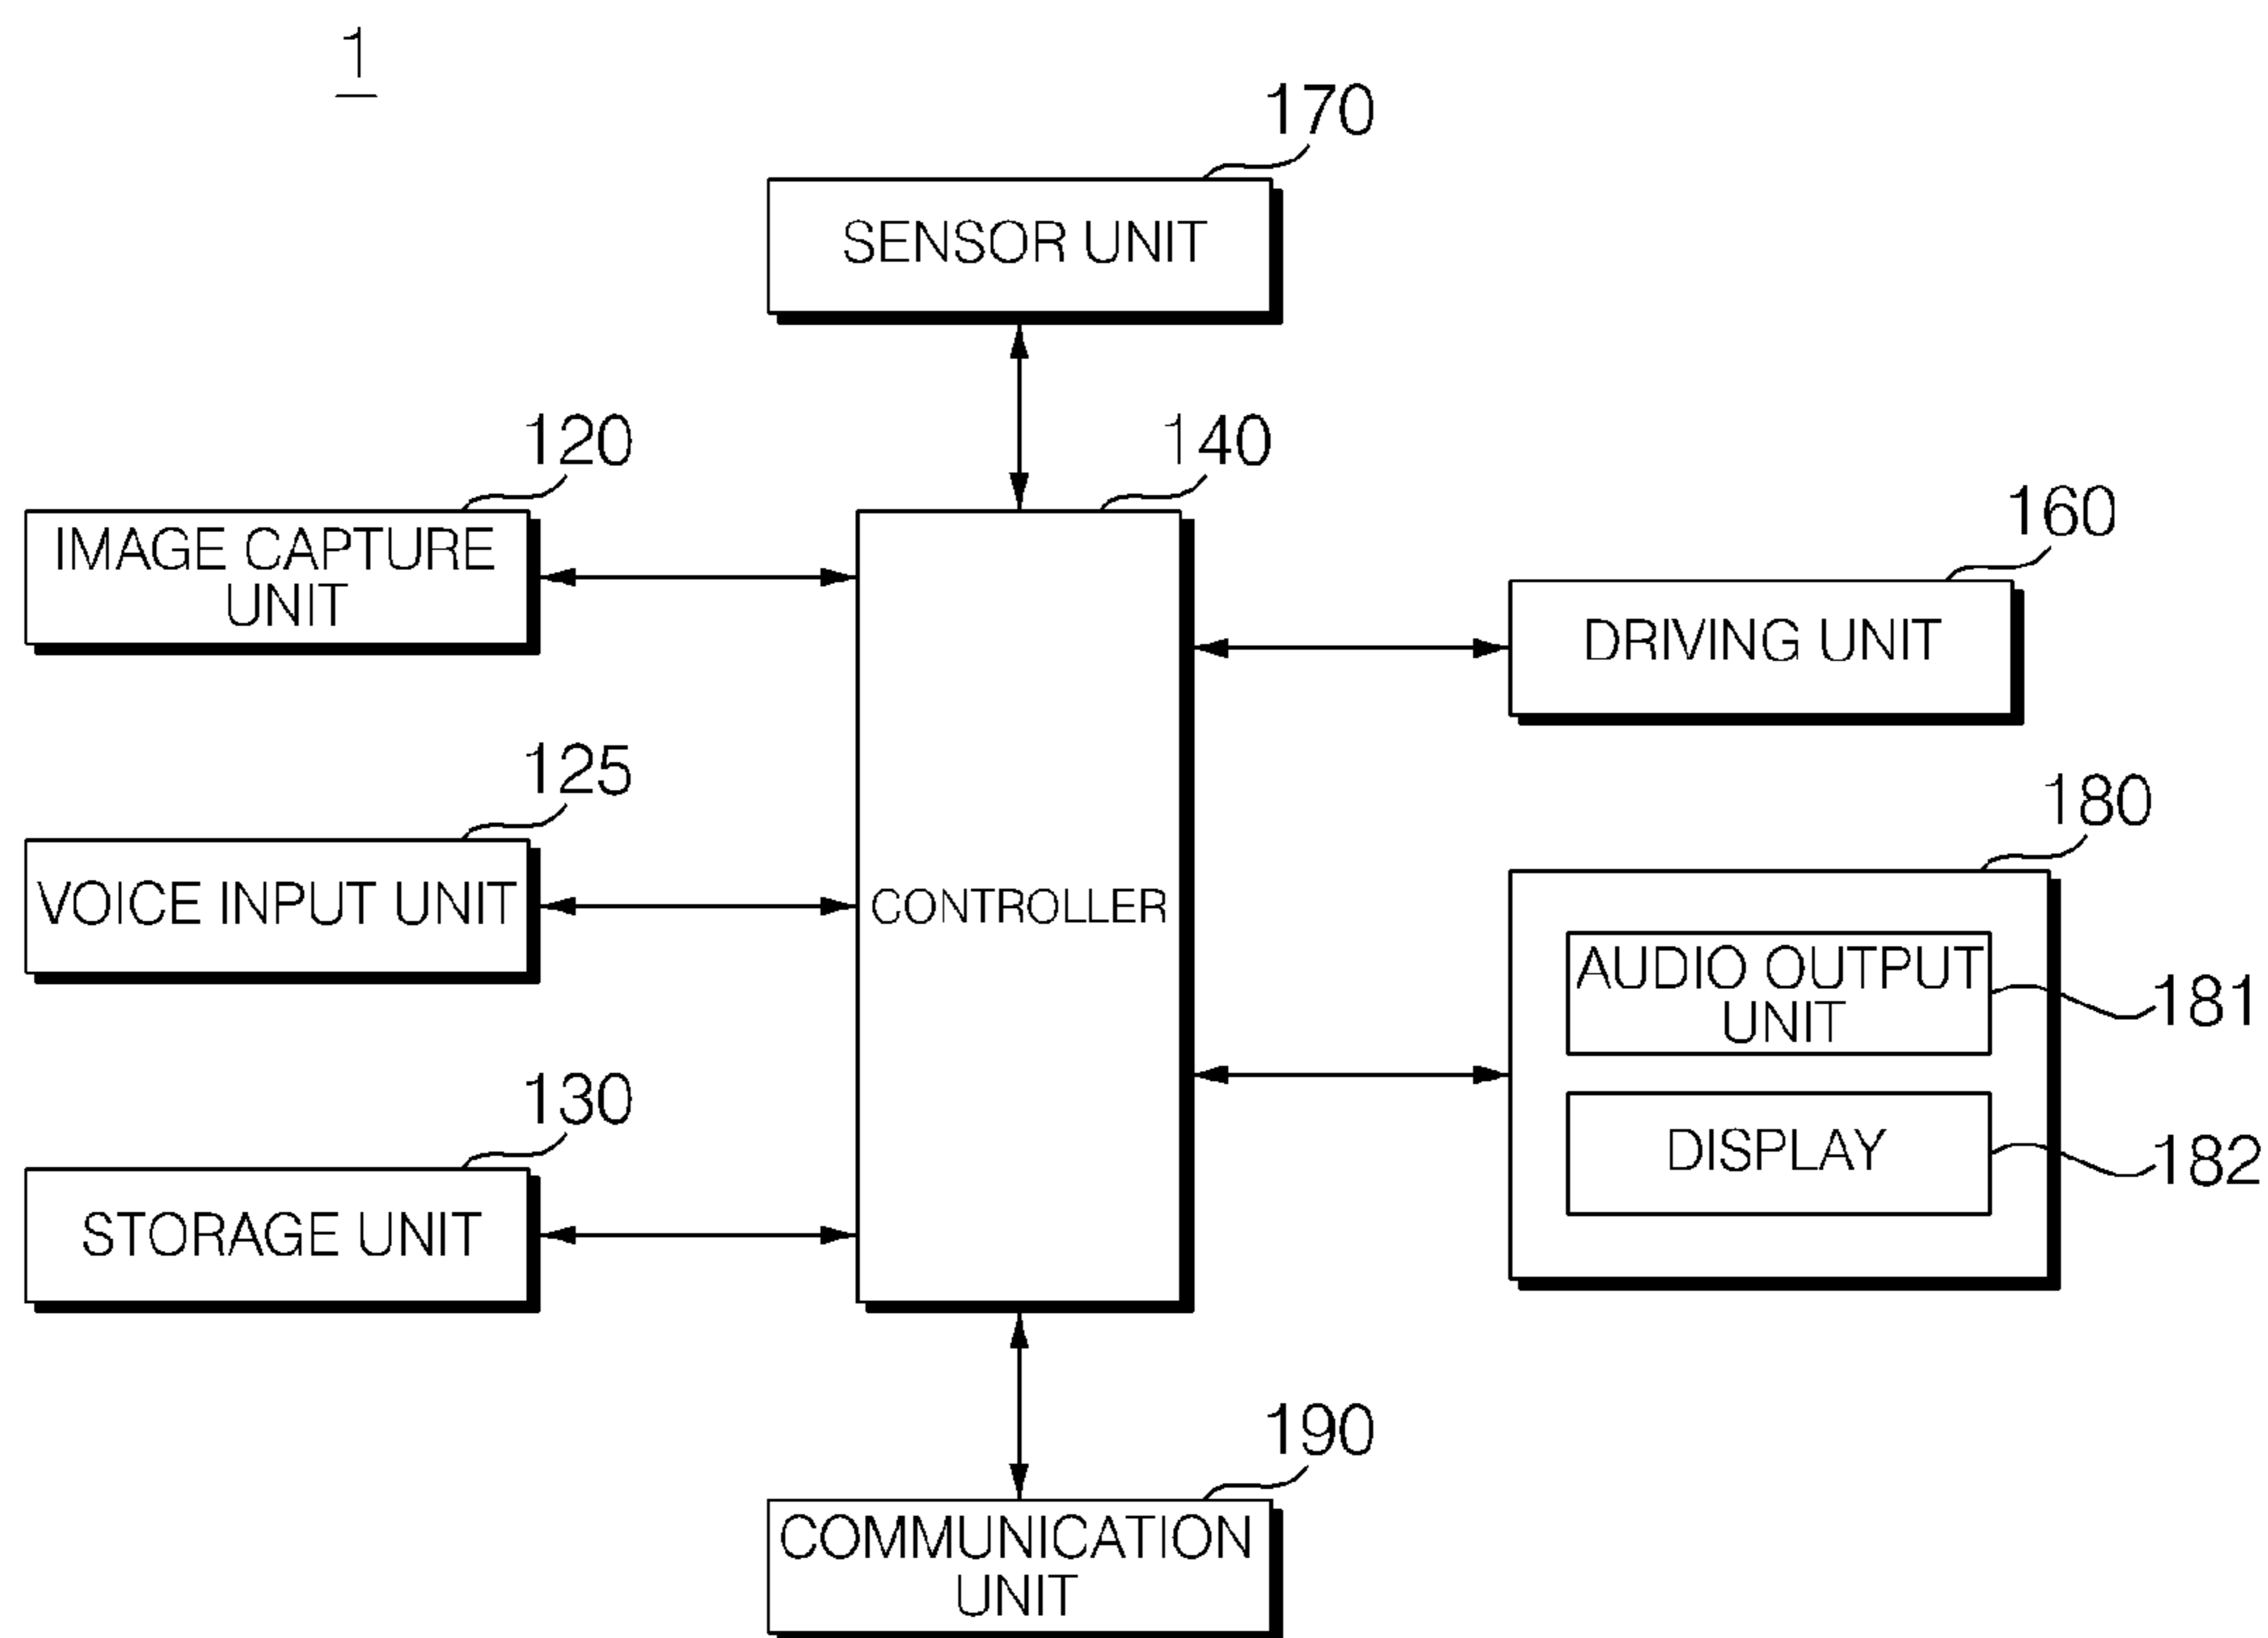 1
170
SENSOR UNIT
120
140
IMAGE CAPTURE
UNIT
160
DRIVING UNIT
125
VOICE INPUT UNIT
CONTROLLER
180
AUDIO OUTPUT
UNIT
181
130
STORAGE UNIT
DISPLAY
182
190
COMMUNICATION
UNIT